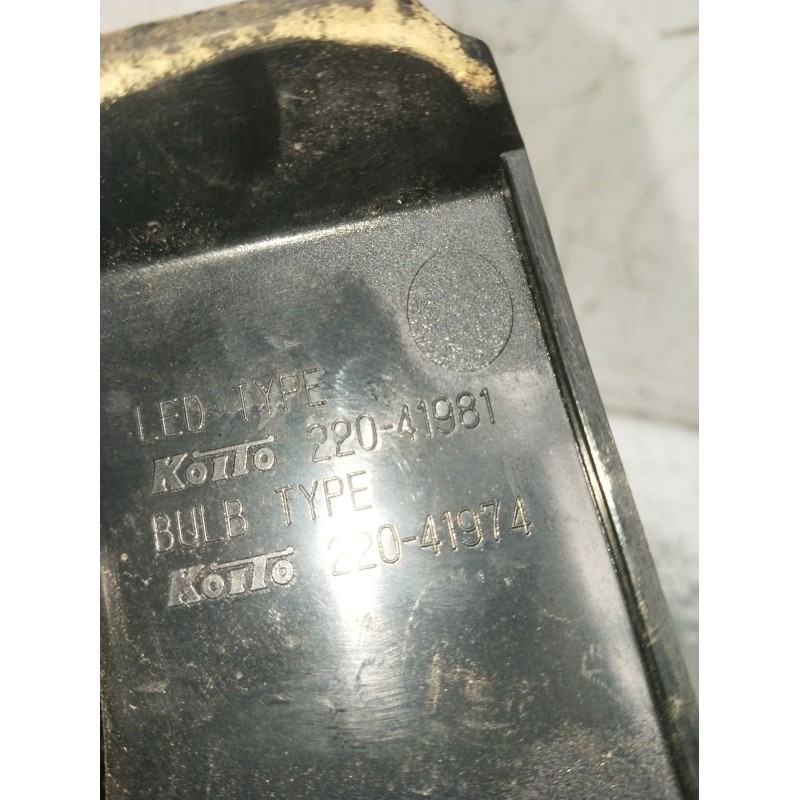 LED TYPE
KOITO 220-41981
BULB TYPE
KOITO 220-41974